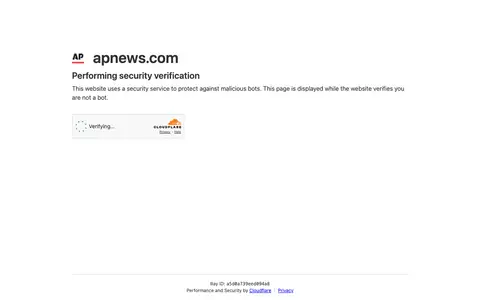 AP apnews.com
Performing security verification
This website uses a security service to protect against malicious bots. This page is displayed while the website verifies you
are not a bot.
Verifying...
CLOUDFLARE
Privacy · Help
Ray ID: a5d0a739eed094a8
Performance and Security by Cloudflare | Privacy